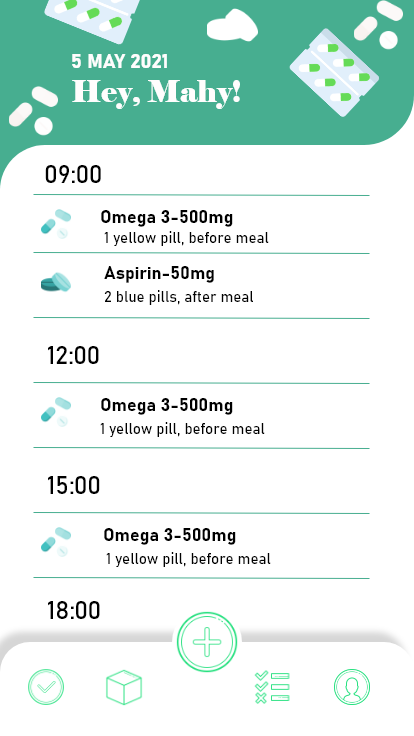 5 MAY 2021
Hey, Mahy!
09:00
Omega 3-500mg
1 yellow pill, before meal
Aspirin-50mg
2 blue pills, after meal
12:00
Omega 3-500mg
1 yellow pill, before meal
15:00
Omega 3-500mg
1 yellow pill, before meal
18:00